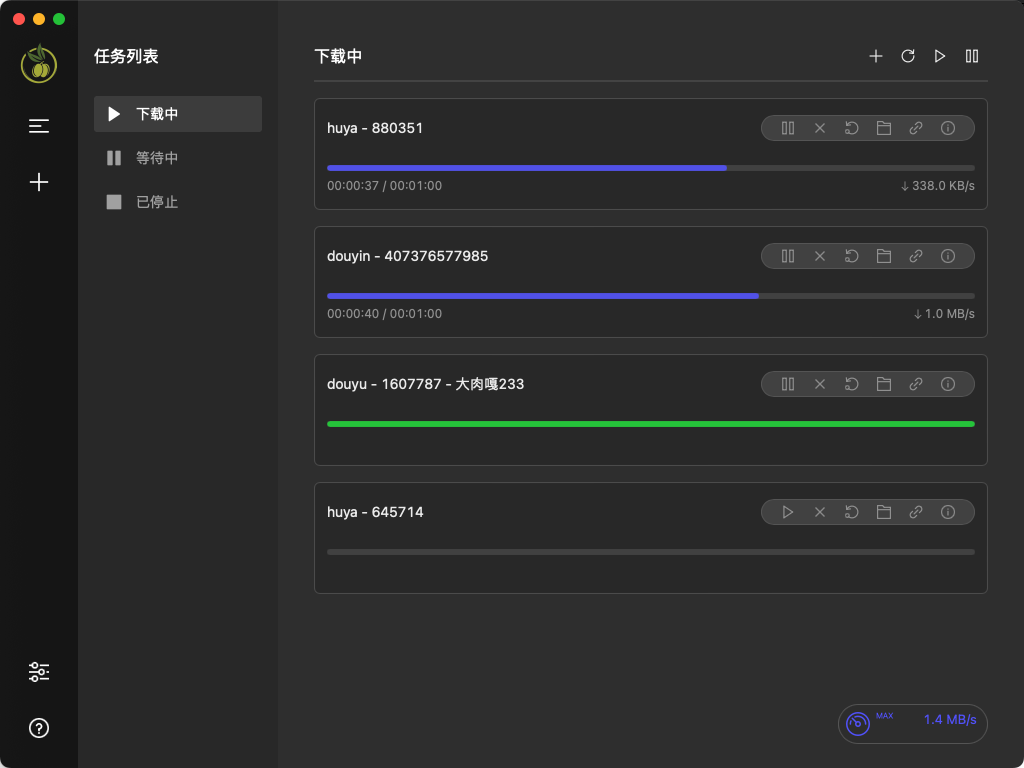 任务列表
下载中
等待中
已停止
下载中
huya - 880351
00:00:37 / 00:01:00
↓ 338.0 KB/s
douyin - 407376577985
00:00:40 / 00:01:00
↓ 1.0 MB/s
douyu - 1607787 - 大肉嘎233
huya - 645714
MAX
1.4 MB/s